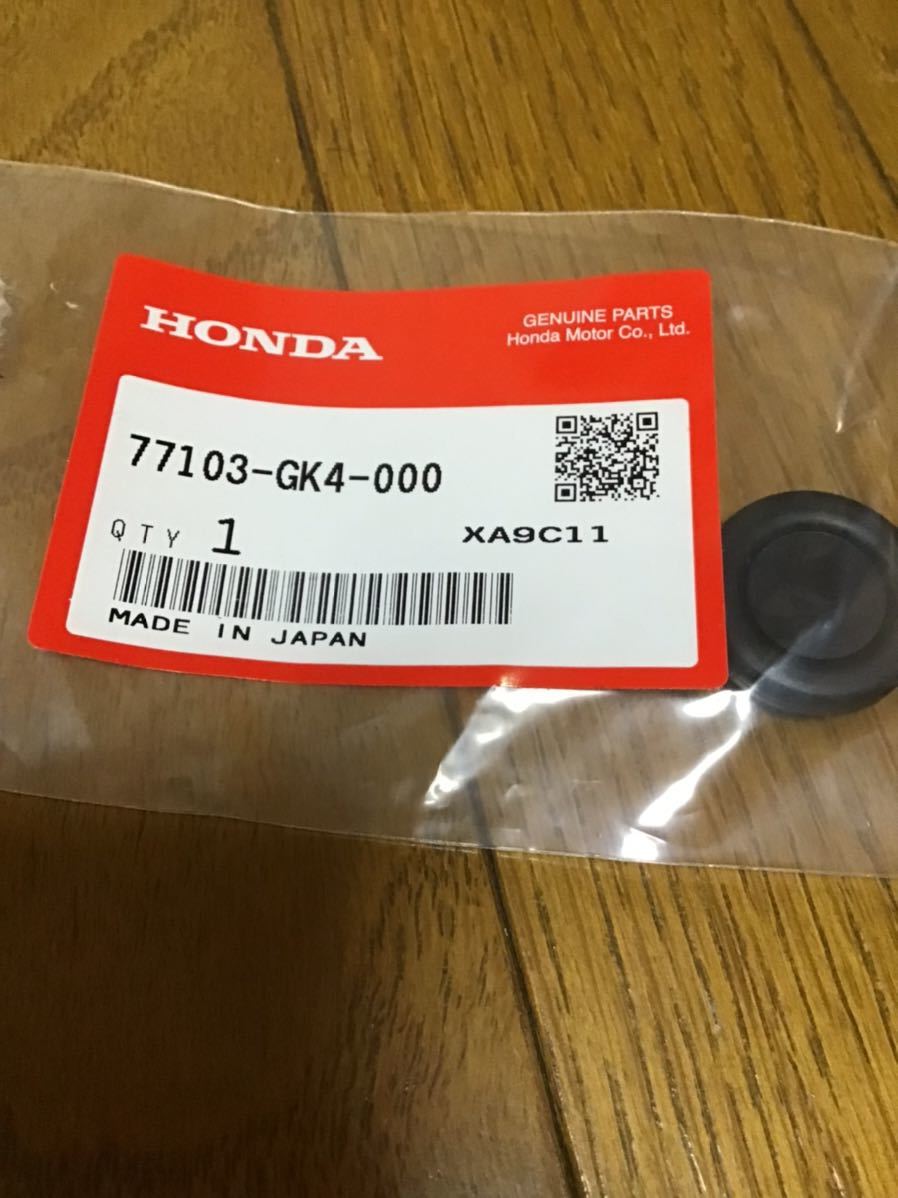 HONDA
GENUINE PARTS
Honda Motor Co., Ltd.
77103-GK4-000
QTY 1
XA9C11
MADE IN JAPAN